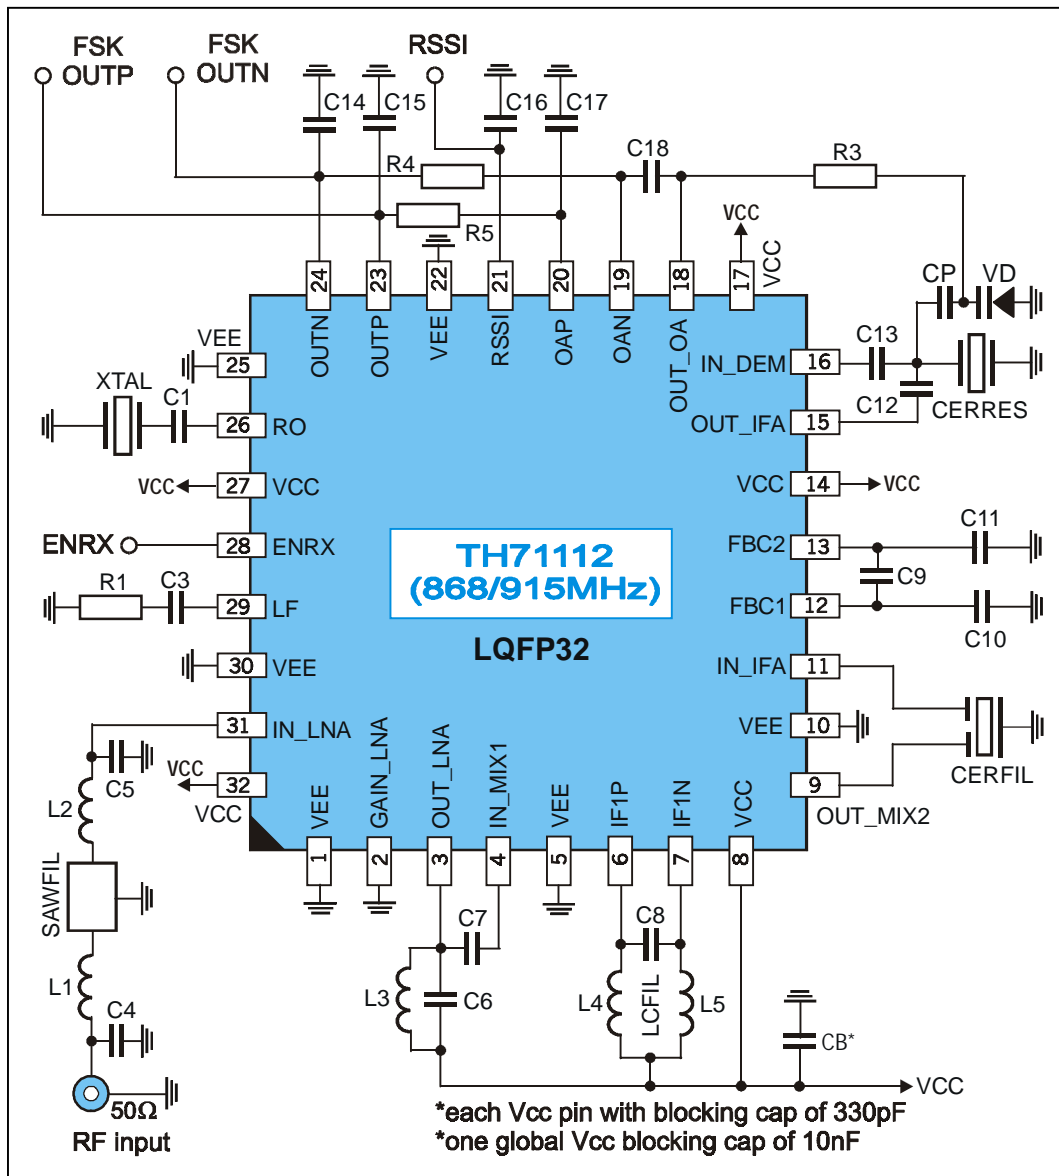 FSK
OUTP
FSK
OUTN
RSSI
C14
C15
C16
C17
R4
C18
R3
R5
VCC
VCC
24
23
22
21
20
19
18
17
OUTN
OUTP
VEE
RSSI
OAP
OAN
OUT_OA
CP
VD
VEE
25
XTAL
C1
26
RO
VCC
27
VCC
ENRX
28
ENRX
R1
C3
29
LF
30
VEE
31
IN_LNA
C5
VCC
32
VCC
L2
SAWFIL
L1
C4
50Ω
RF input
IN_DEM
16
C13
C12
CERRES
OUT_IFA
15
VCC
14
VCC
FBC2
13
C11
C9
FBC1
12
C10
IN_IFA
11
VEE
10
CERFIL
9
OUT_MIX2
TH71112
(868/915MHz)
LQFP32
VEE
GAIN_LNA
OUT_LNA
IN_MIX1
VEE
IF1P
IF1N
VCC
1
2
3
4
5
6
7
8
C7
C8
L3
C6
L4
LCFIL
L5
CB*
VCC
*each Vcc pin with blocking cap of 330pF
*one global Vcc blocking cap of 10nF